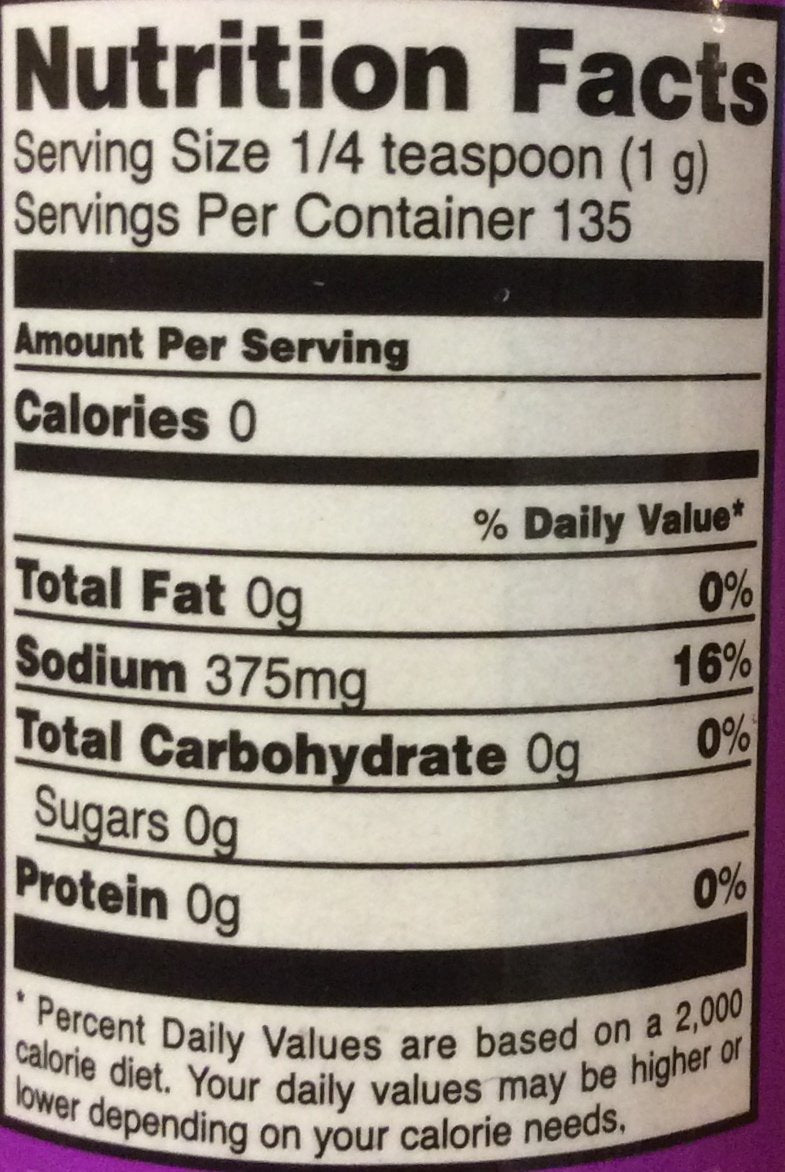 Nutrition Facts
Serving Size 1/4 teaspoon (1 g)
Servings Per Container 135
Amount Per Serving
Calories 0
% Daily Value*
Total Fat 0g 0%
Sodium 375mg 16%
Total Carbohydrate 0g 0%
Sugars 0g
Protein 0g 0%
* Percent Daily Values are based on a 2,000
calorie diet. Your daily values may be higher or
lower depending on your calorie needs.